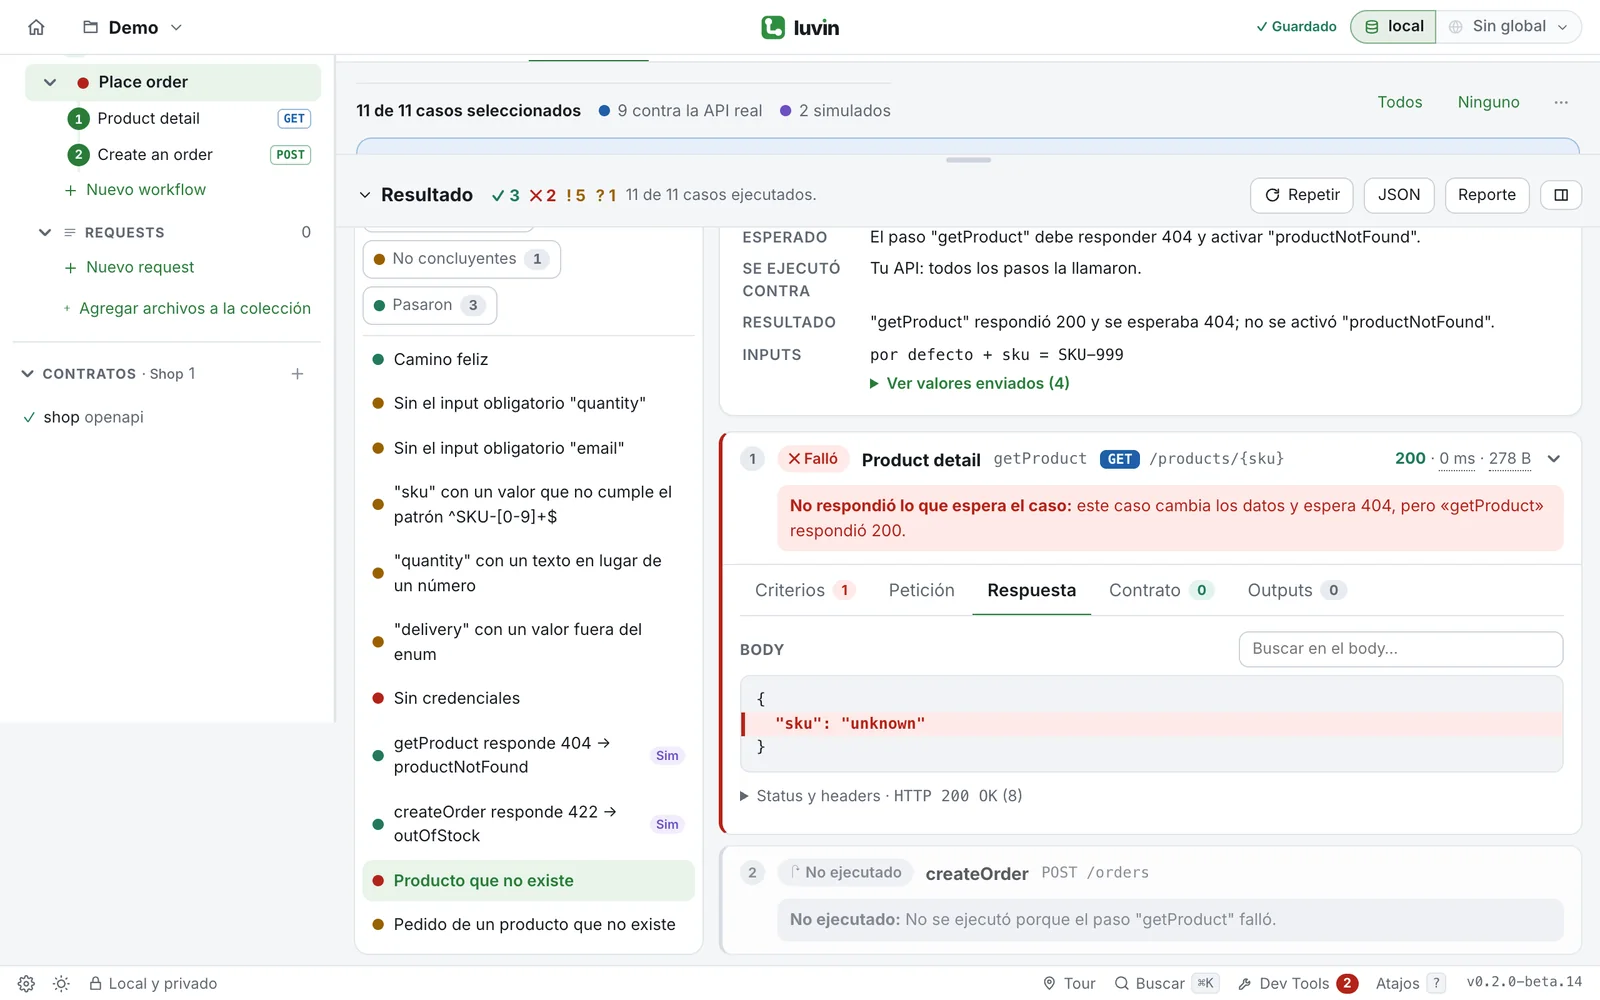 Demo
luvin
Guardado
local
Sin global
Place order
1 Product detail GET
2 Create an order POST
+ Nuevo workflow
REQUESTS 0
+ Nuevo request
+ Agregar archivos a la colección
CONTRATOS · Shop 1 +
shop openapi
11 de 11 casos seleccionados
9 contra la API real
2 simulados
Todos
Ninguno
...
Resultado
3
2
! 5
? 1
11 de 11 casos ejecutados.
Repetir
JSON
Reporte
No concluyentes 1
Pasaron 3
Camino feliz
Sin el input obligatorio "quantity"
Sin el input obligatorio "email"
"sku" con un valor que no cumple el
patrón ^SKU-[0-9]+$
"quantity" con un texto en lugar de
un número
"delivery" con un valor fuera del
enum
Sin credenciales
getProduct responde 404 →
productNotFound
Sim
createOrder responde 422 →
outOfStock
Sim
Producto que no existe
Pedido de un producto que no existe
ESPERADO El paso "getProduct" debe responder 404 y activar "productNotFound".
SE EJECUTÓ
CONTRA
Tu API: todos los pasos la llamaron.
RESULTADO "getProduct" respondió 200 y se esperaba 404; no se activó "productNotFound".
INPUTS por defecto + sku = SKU-999
Ver valores enviados (4)
1 Falló Product detail getProduct GET /products/{sku} 200 · 0 ms · 278 B
No respondió lo que espera el caso: este caso cambia los datos y espera 404, pero «getProduct»
respondió 200.
Criterios 1
Petición
Respuesta
Contrato 0
Outputs 0
BODY
Buscar en el body...
{
"sku": "unknown"
}
Status y headers · HTTP 200 OK (8)
2 No ejecutado createOrder POST /orders
No ejecutado: No se ejecutó porque el paso "getProduct" falló.
Local y privado
Tour
Buscar ⌘K
Dev Tools 2
Atajos ?
v0.2.0-beta.14